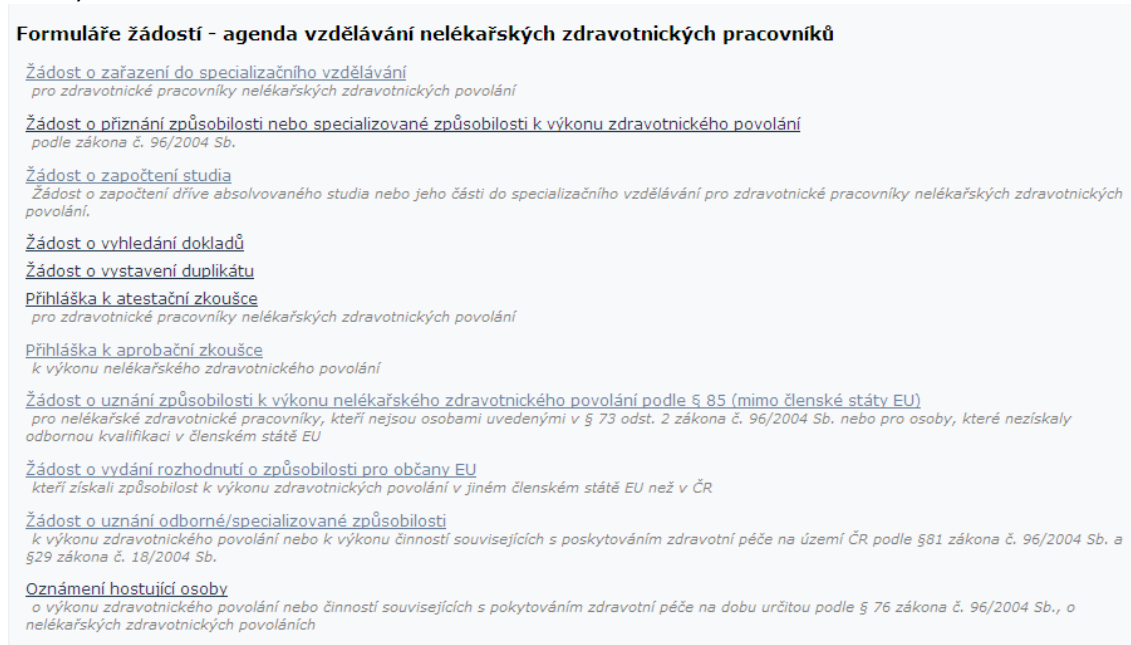 Formuláře žádostí - agenda vzdělávání nelékařských zdravotnických pracovníků
Žádost o zařazení do specializačního vzdělávání
pro zdravotnické pracovníky nelékařských zdravotnických povolání
Žádost o přiznání způsobilosti nebo specializované způsobilosti k výkonu zdravotnického povolání
podle zákona č. 96/2004 Sb.
Žádost o započtení studia
Žádost o započtení dříve absolvovaného studia nebo jeho části do specializačního vzdělávání pro zdravotnické pracovníky nelékařských zdravotnických
povolání.
Žádost o vyhledání dokladů
Žádost o vystavení duplikátu
Přihláška k atestační zkoušce
pro zdravotnické pracovníky nelékařských zdravotnických povolání
Přihláška k aprobační zkoušce
k výkonu nelékařského zdravotnického povolání
Žádost o uznání způsobilosti k výkonu nelékařského zdravotnického povolání podle § 85 (mimo členské státy EU)
pro nelékařské zdravotnické pracovníky, kteří nejsou osobami uvedenými v § 73 odst. 2 zákona č. 96/2004 Sb. nebo pro osoby, které nezískaly
odbornou kvalifikaci v členském státě EU
Žádost o vydání rozhodnutí o způsobilosti pro občany EU
kteří získali způsobilost k výkonu zdravotnických povolání v jiném členském státě EU než v ČR
Žádost o uznání odborné/specializované způsobilosti
k výkonu zdravotnického povolání nebo k výkonu činností souvisejících s poskytováním zdravotní péče na území ČR podle §81 zákona č. 96/2004 Sb. a
§29 zákona č. 18/2004 Sb.
Oznámení hostující osoby
o výkonu zdravotnického povolání nebo činností souvisejících s pokytováním zdravotní péče na dobu určitou podle § 76 zákona č. 96/2004 Sb., o
nelékařských zdravotnických povoláních